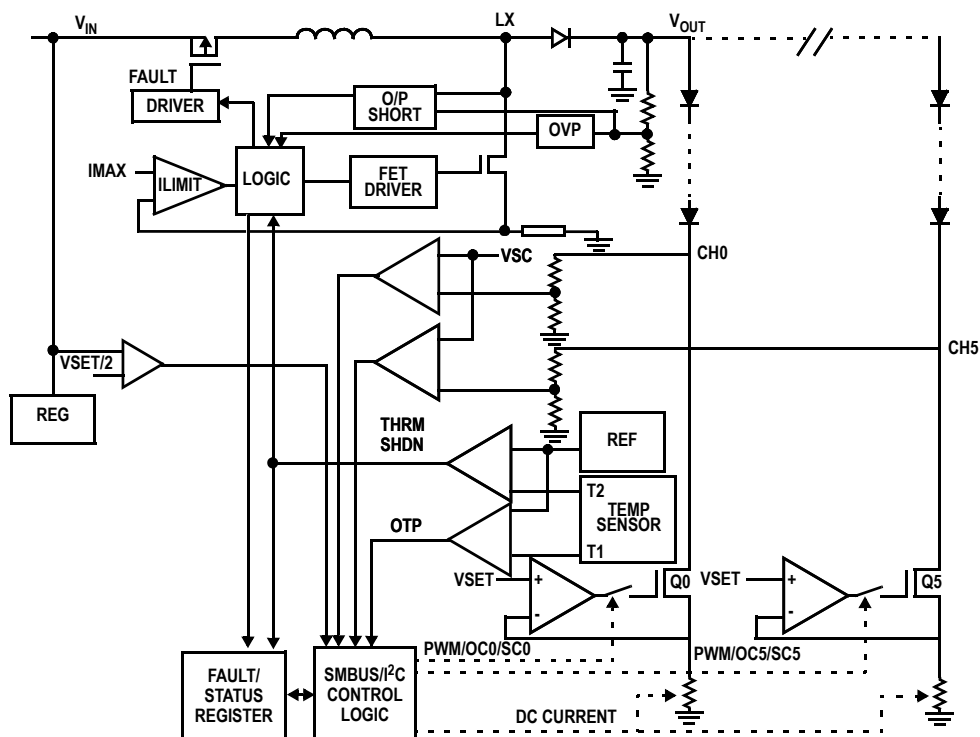 V_IN
LX
V_OUT
FAULT
DRIVER
O/P
SHORT
OVP
IMAX
ILIMIT
LOGIC
FET
DRIVER
VSC
CH0
CH5
VSET/2
REG
THRM
SHDN
REF
T2
TEMP
SENSOR
T1
OTP
VSET
+
-
Q0
VSET
+
-
Q5
PWM/OC0/SC0
PWM/OC5/SC5
FAULT/
STATUS
REGISTER
SMBUS/I²C
CONTROL
LOGIC
DC CURRENT